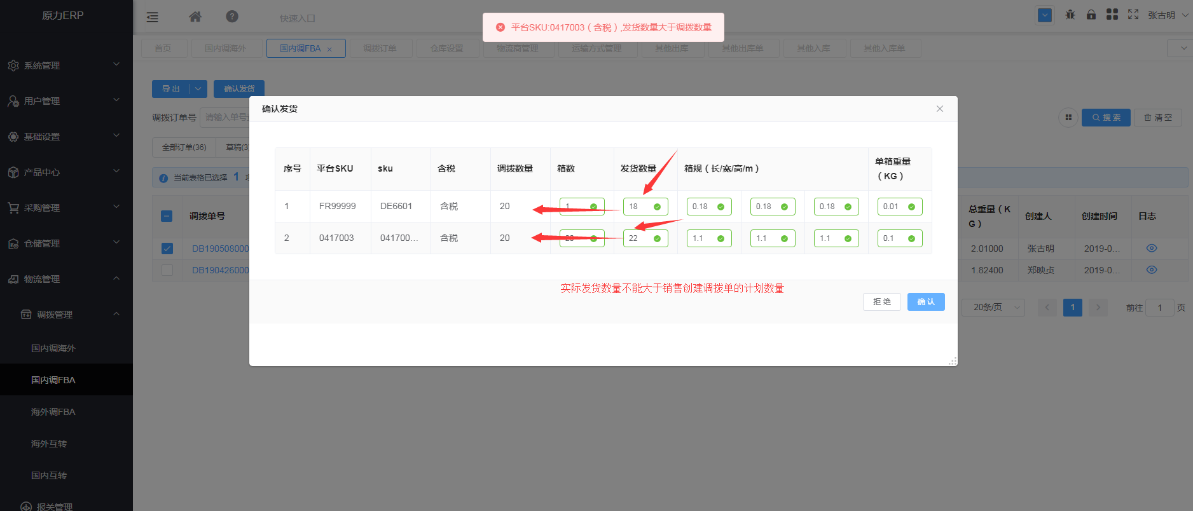 原力ERP
快捷入口
平台SKU:0417003（含税）,发货数量大于调拨数量
张古明
首页
国内调海外
国内调FBA
调拨订单
仓库设置
物流商管理
运输方式管理
其他出库
其他出库单
其他入库
其他入库单
系统管理
用户管理
基础设置
产品中心
采购管理
仓储管理
物流管理
调拨管理
国内调海外
国内调FBA
海外调FBA
海外互转
国内互转
报关管理
导出
确认发货
调拨订单号
请输入单号
搜索
清空
全部订单(36)
当前表格已选择 1
调拨单号
总重量（KG）
创建人
创建时间
日志
DB190506000
2.01000
张古明
2019-0...
DB190426000
1.62400
2019-0...
20条/页
1
前往 1 页
确认发货
序号
平台SKU
sku
含税
调拨数量
箱数
发货数量
箱规（长/宽/高/m）
单箱重量（KG）
1 FR99999 DE6601 含税 20 1 18 0.18 0.18 0.18 0.01
2 0417003 041700... 含税 20 22 1.1 1.1 1.1 0.1
实际发货数量不能大于销售创建调拨单的计划数量
拒绝
确认